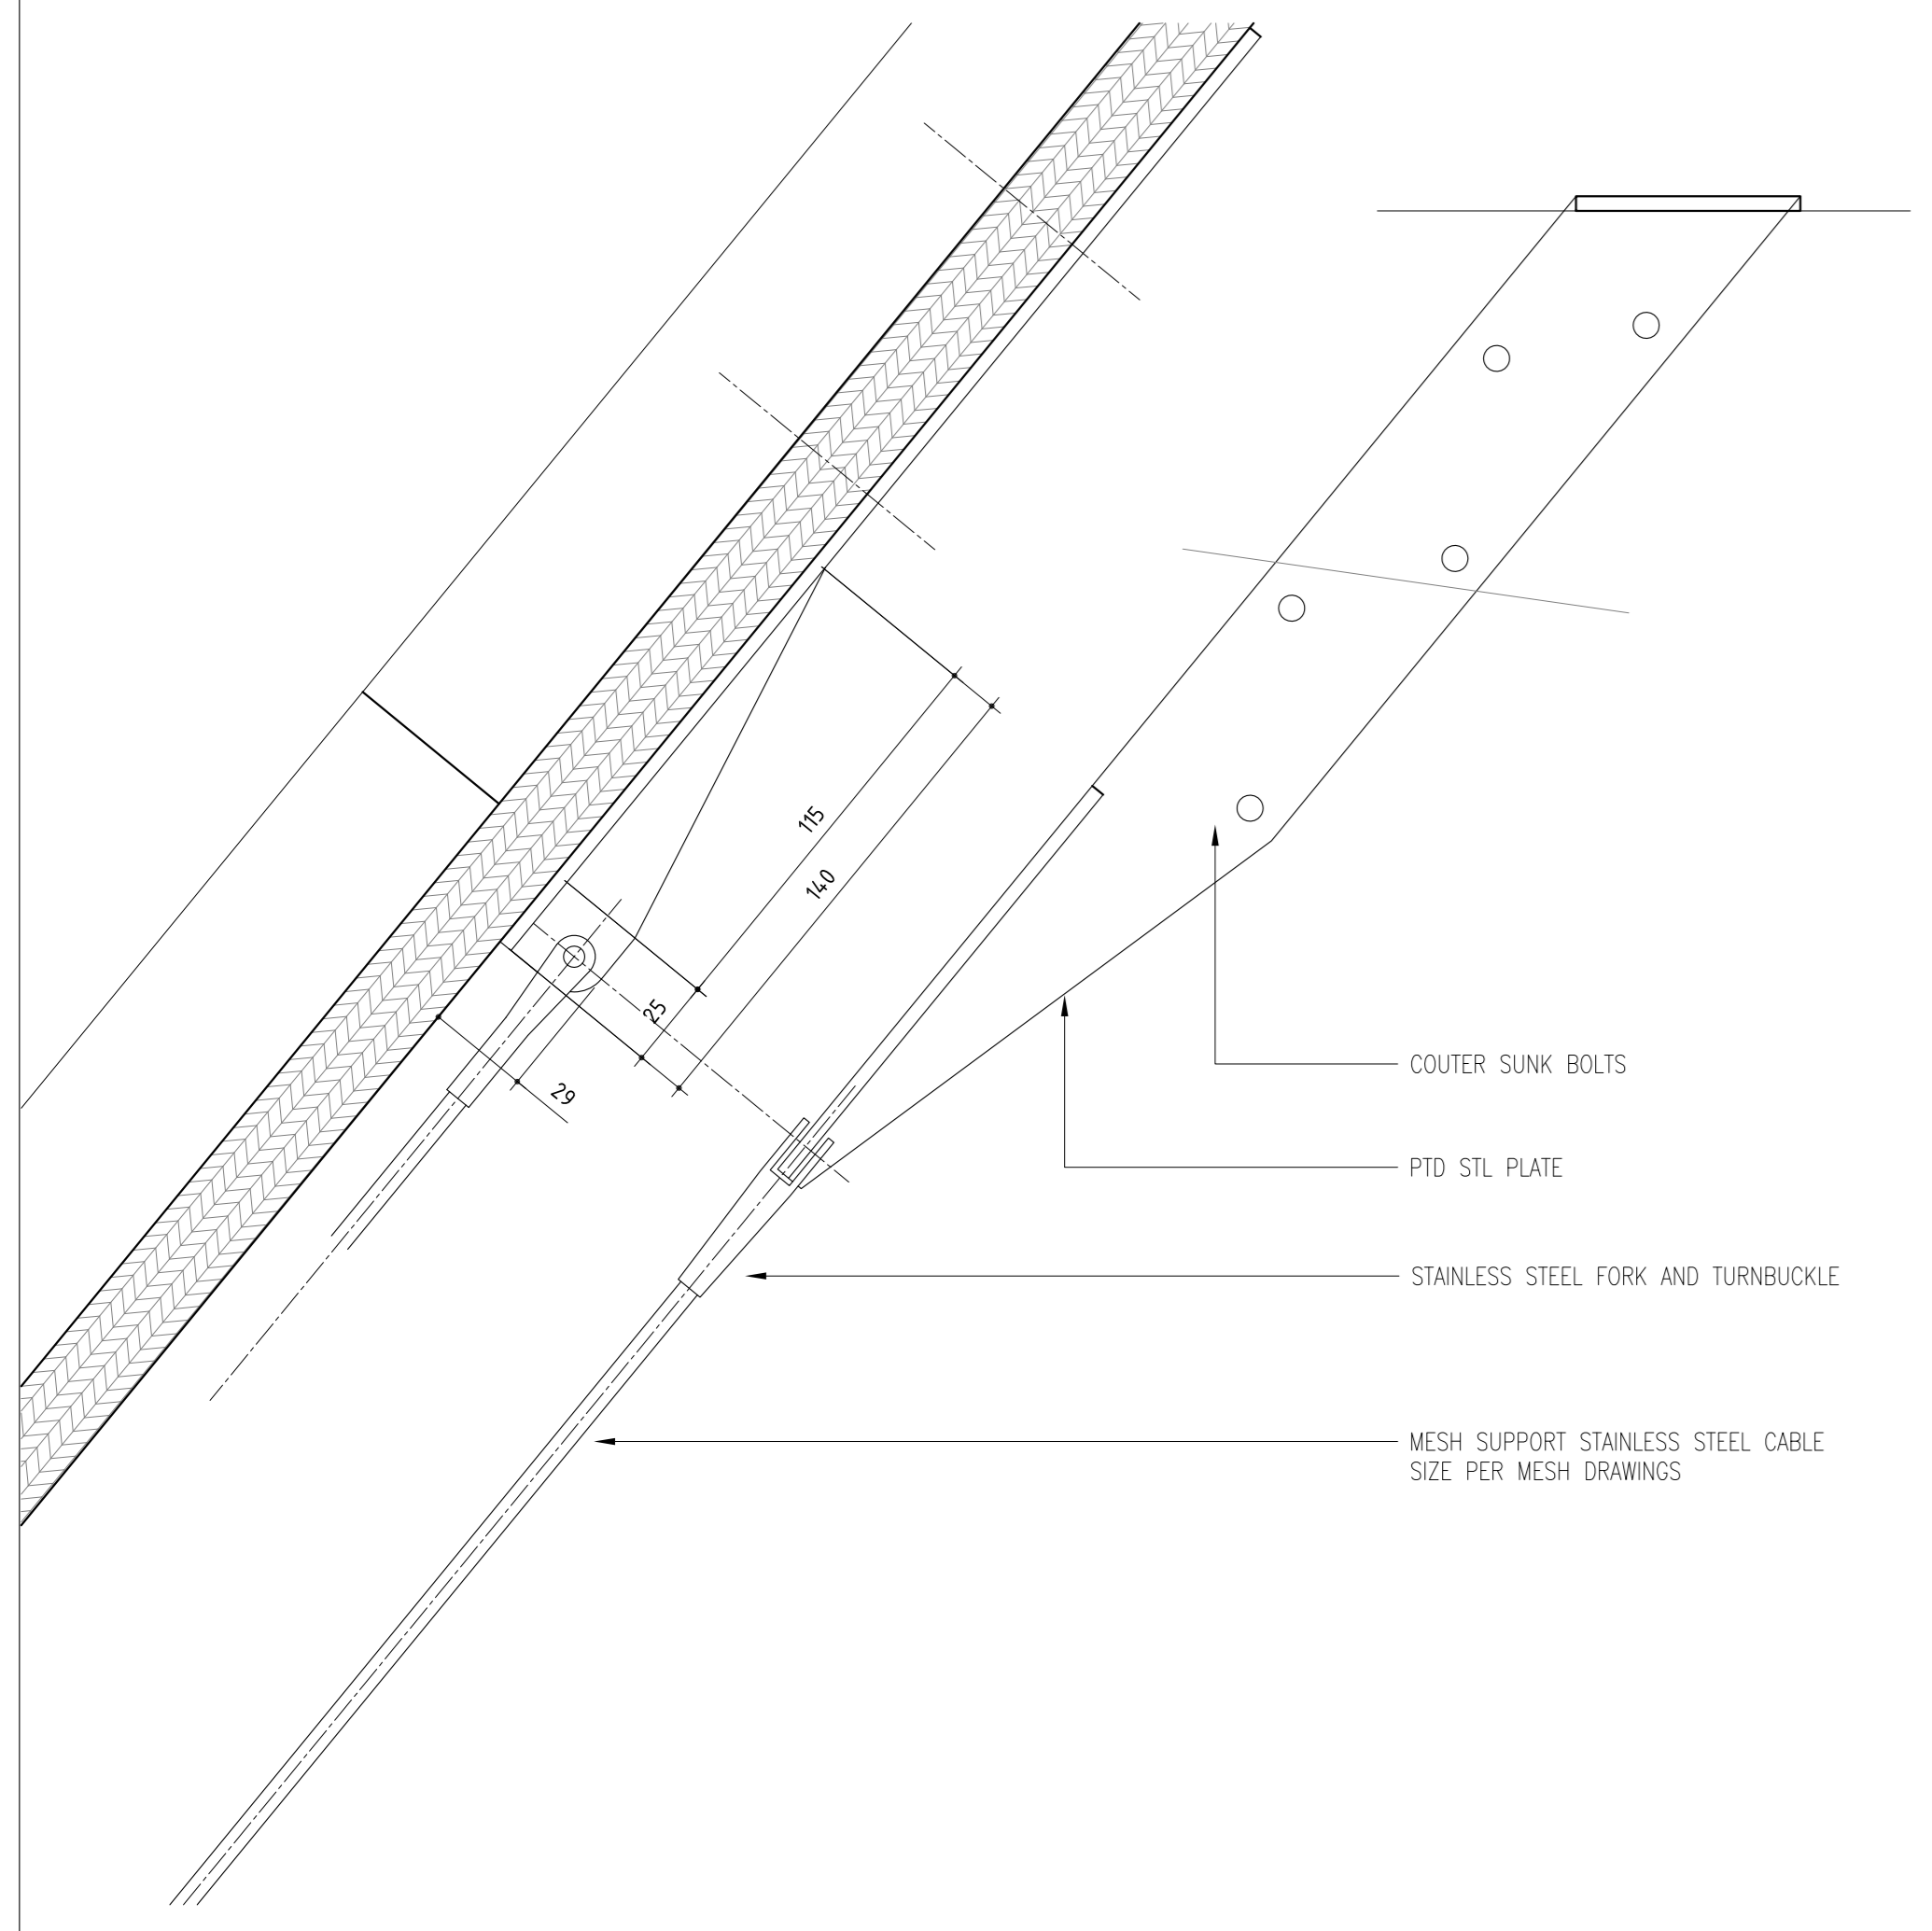 115
140
25
29
COUTER SUNK BOLTS
PTD STL PLATE
STAINLESS STEEL FORK AND TURNBUCKLE
MESH SUPPORT STAINLESS STEEL CABLE
SIZE PER MESH DRAWINGS